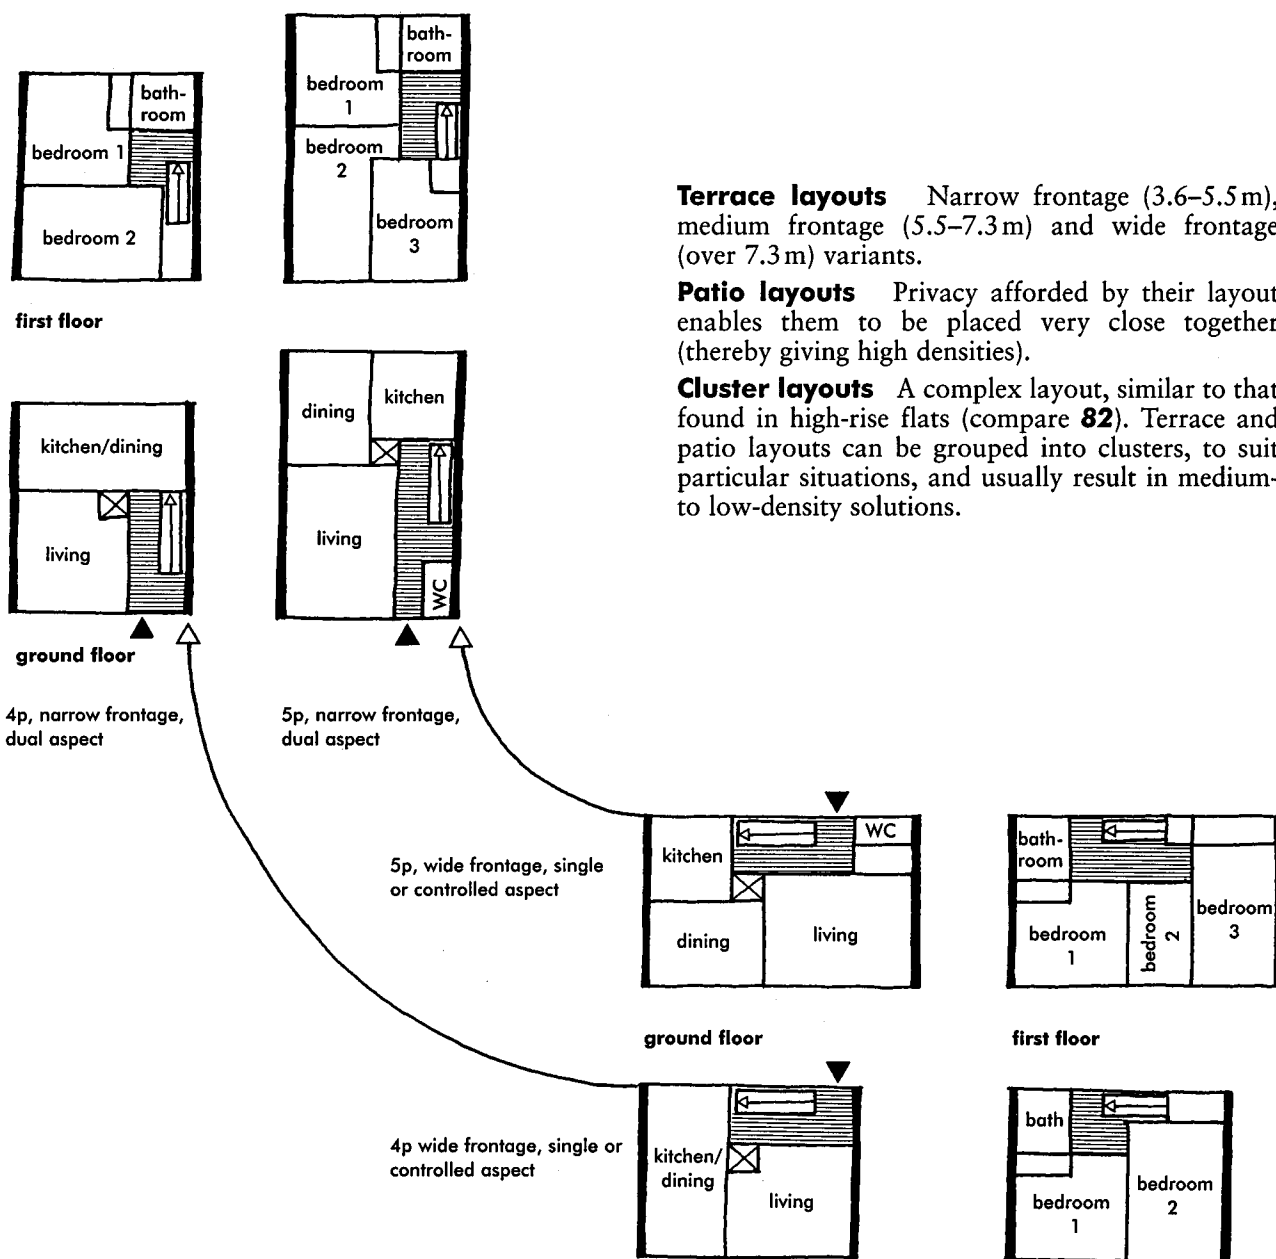 bath-
room
bedroom 1
bedroom 2
first floor
bath-
room
bedroom
1
bedroom
2
bedroom
3
Terrace layouts Narrow frontage (3.6–5.5 m),
medium frontage (5.5–7.3 m) and wide frontage
(over 7.3 m) variants.
Patio layouts Privacy afforded by their layout
enables them to be placed very close together
(thereby giving high densities).
Cluster layouts A complex layout, similar to that
found in high-rise flats (compare 82). Terrace and
patio layouts can be grouped into clusters, to suit
particular situations, and usually result in medium-
to low-density solutions.
kitchen/dining
living
ground floor
4p, narrow frontage,
dual aspect
dining
kitchen
living
WC
5p, narrow frontage,
dual aspect
5p, wide frontage, single
or controlled aspect
kitchen
WC
dining
living
ground floor
bath-
room
bedroom
1
bedroom
2
bedroom
3
first floor
4p wide frontage, single or
controlled aspect
kitchen/
dining
living
bath
bedroom
1
bedroom
2